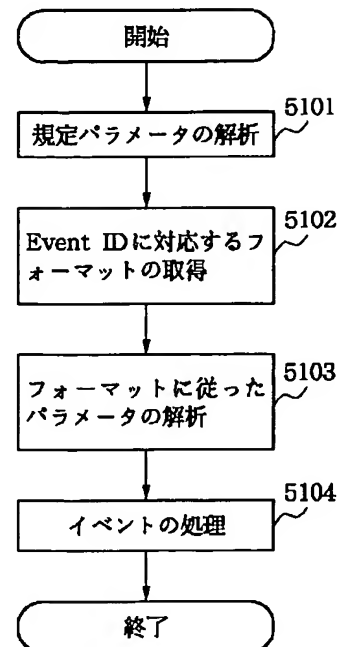 開始
5101
規定パラメータの解析
5102
Event IDに対応するフ
ォーマットの取得
5103
フォーマットに従った
パラメータの解析
5104
イベントの処理
終了